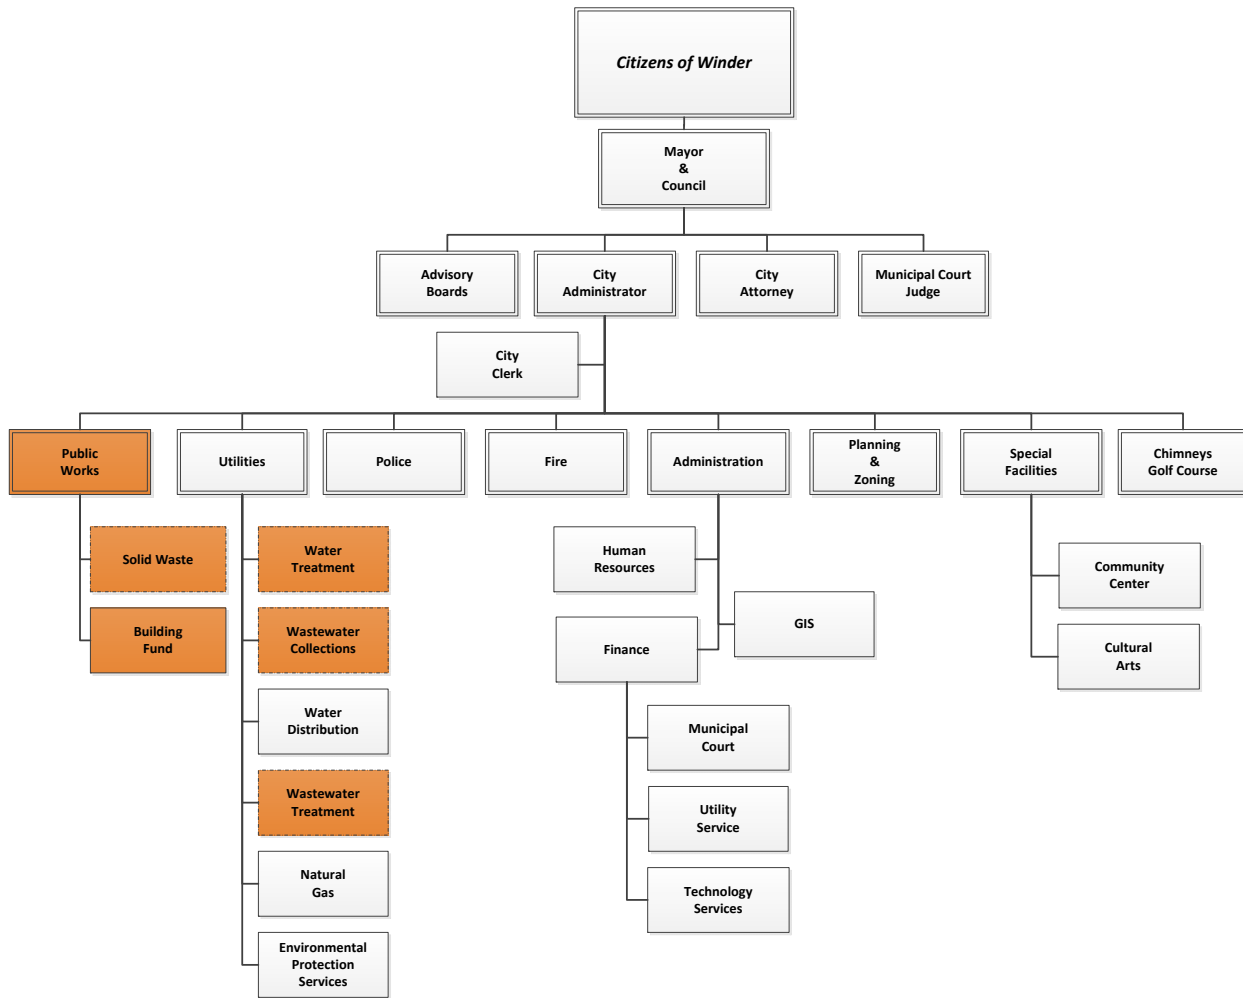 Citizens of Winder
Mayor
&
Council
Advisory
Boards
City
Administrator
City
Attorney
Municipal Court
Judge
City
Clerk
Public
Works
Utilities
Police
Fire
Administration
Planning
&
Zoning
Special
Facilities
Chimneys
Golf Course
Solid Waste
Building
Fund
Water
Treatment
Wastewater
Collections
Water
Distribution
Wastewater
Treatment
Natural
Gas
Environmental
Protection
Services
Human
Resources
GIS
Finance
Municipal
Court
Utility
Service
Technology
Services
Community
Center
Cultural
Arts